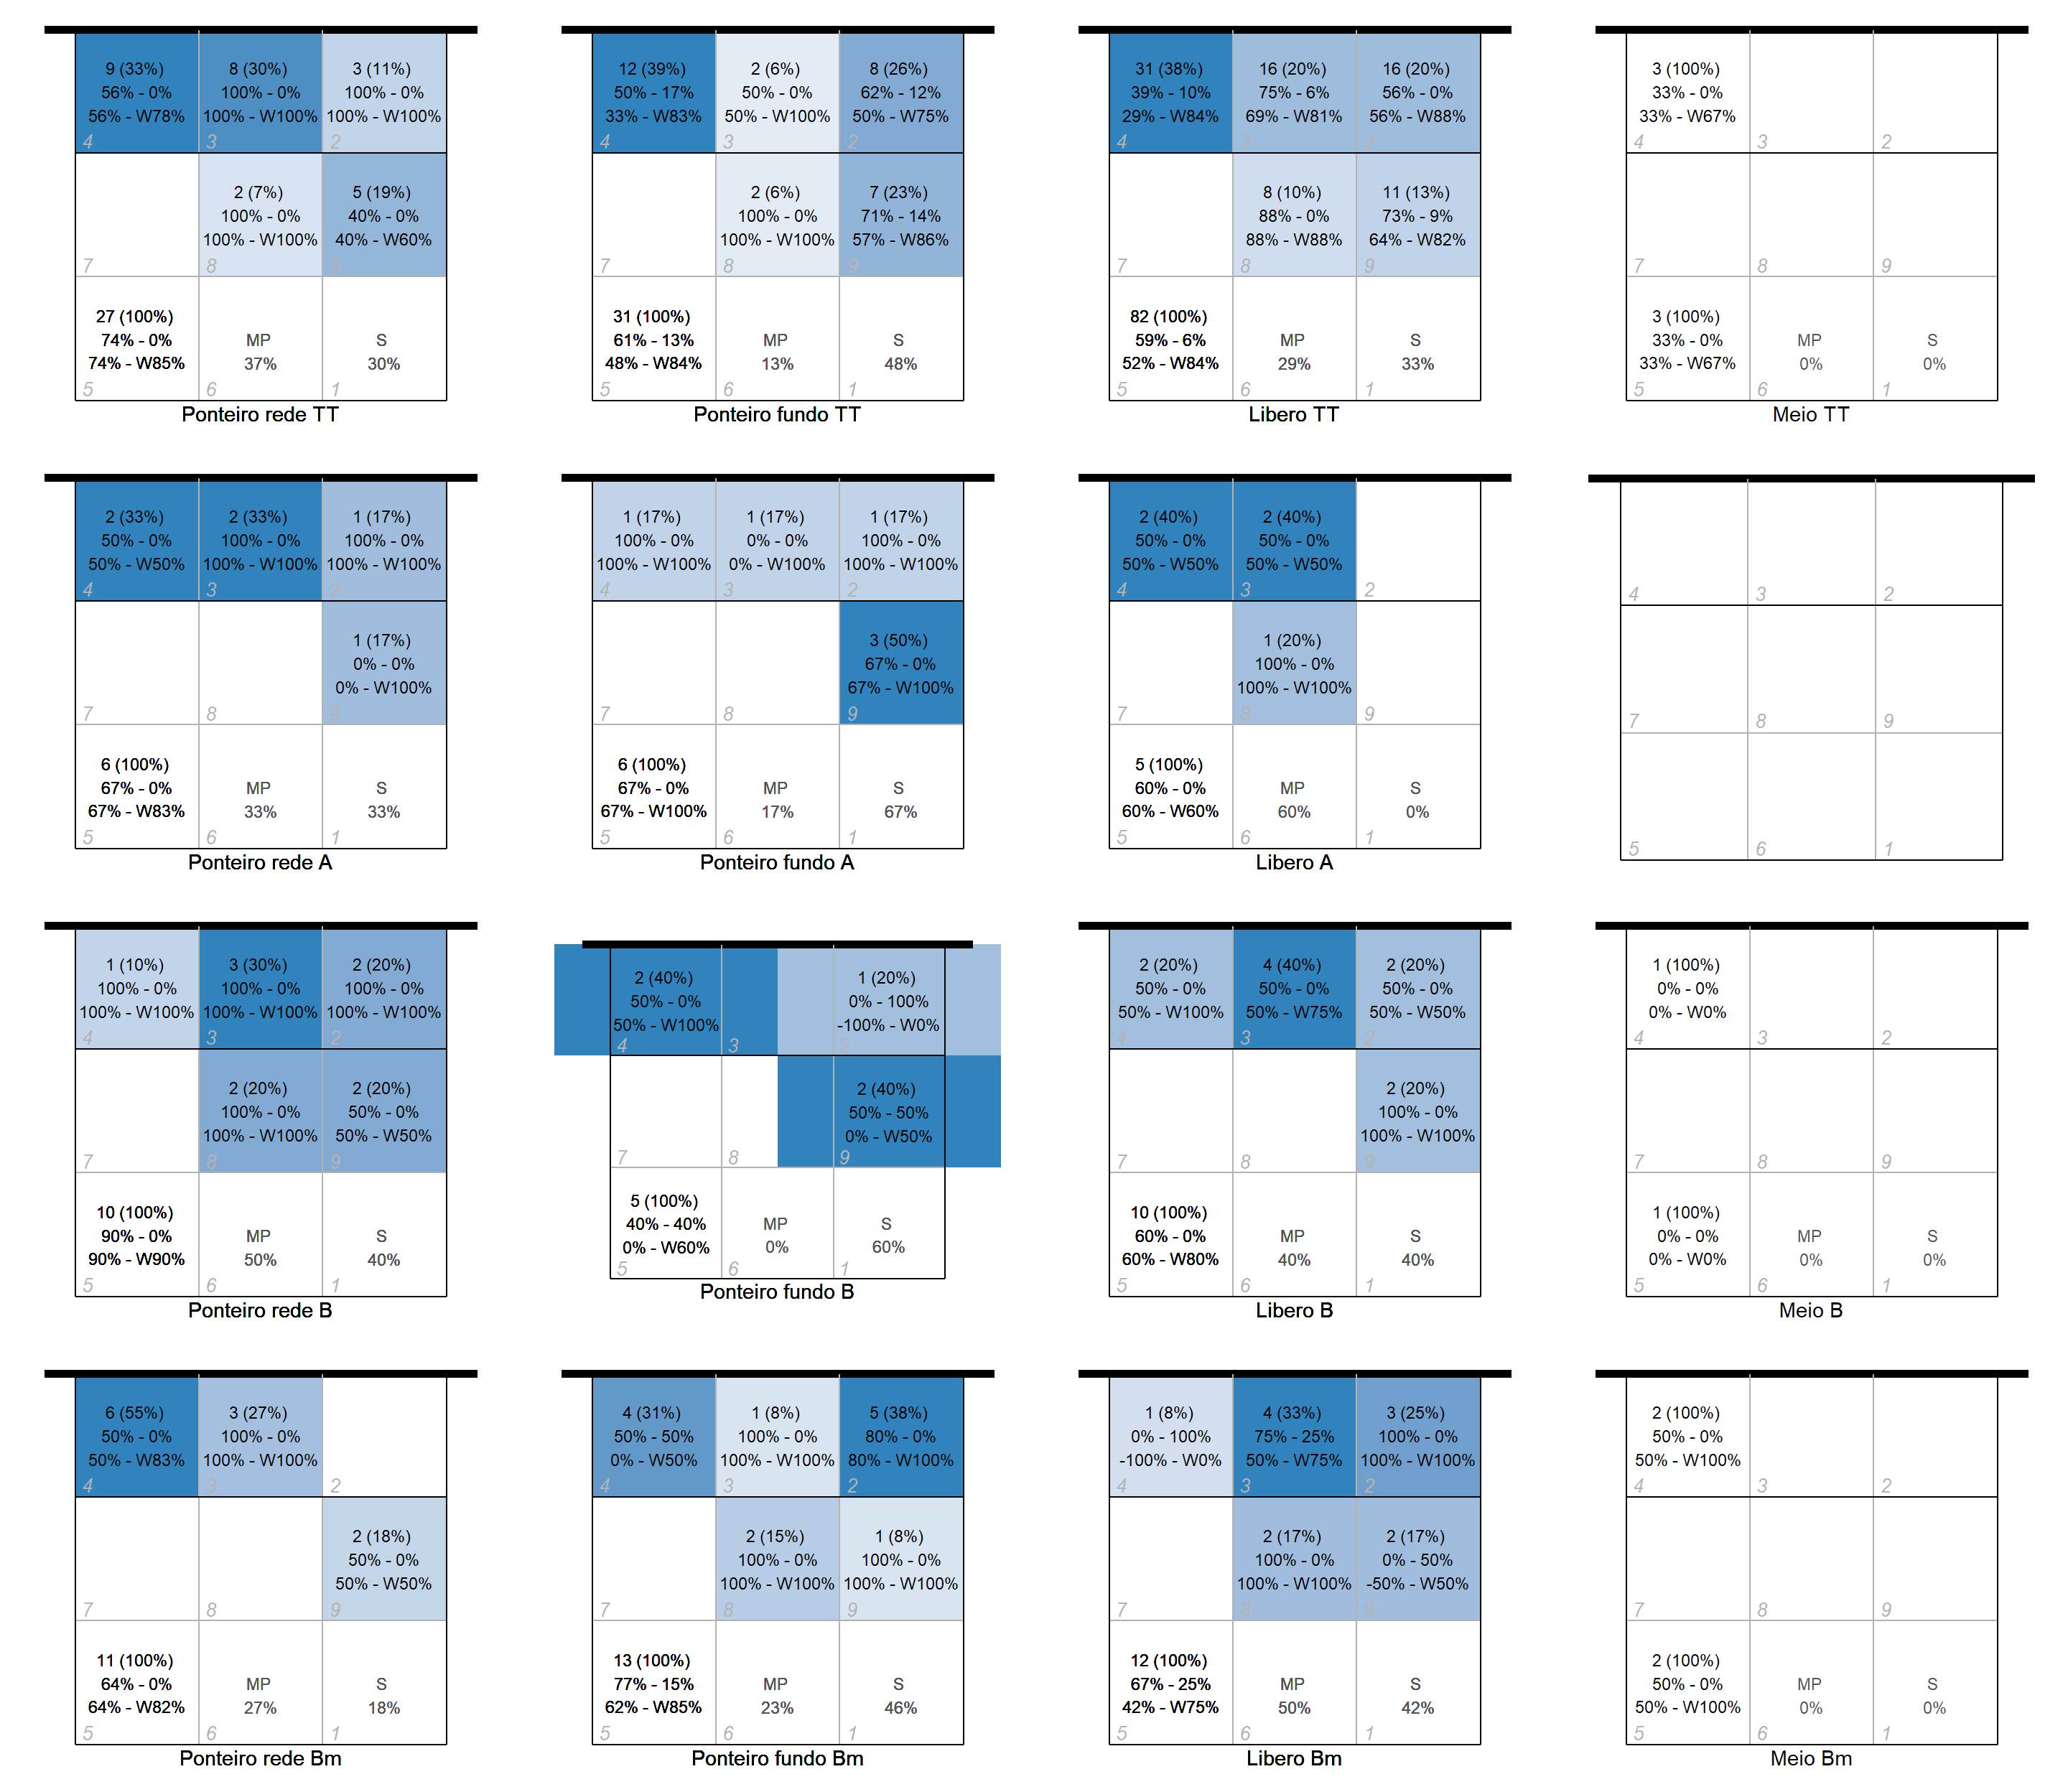 9 (33%)
56% - 0%
56% - W78%
4
8 (30%)
100% - 0%
100% - W100%
3
3 (11%)
100% - 0%
100% - W100%
2
7
2 (7%)
100% - 0%
100% - W100%
8
5 (19%)
40% - 0%
40% - W60%
9
27 (100%)
74% - 0%
74% - W85%
5
MP
37%
6
S
30%
1
Ponteiro rede TT
12 (39%)
50% - 17%
33% - W83%
4
2 (6%)
50% - 0%
50% - W100%
3
8 (26%)
62% - 12%
50% - W75%
2
7
2 (6%)
100% - 0%
100% - W100%
8
7 (23%)
71% - 14%
57% - W86%
9
31 (100%)
61% - 13%
48% - W84%
5
MP
13%
6
S
48%
1
Ponteiro fundo TT
31 (38%)
39% - 10%
29% - W84%
4
16 (20%)
75% - 6%
69% - W81%
3
16 (20%)
56% - 0%
56% - W88%
2
7
8 (10%)
88% - 0%
88% - W88%
8
11 (13%)
73% - 9%
64% - W82%
9
82 (100%)
59% - 6%
52% - W84%
5
MP
29%
6
S
33%
1
Libero TT
3 (100%)
33% - 0%
33% - W67%
4
3
2
7
8
9
3 (100%)
33% - 0%
33% - W67%
5
MP
0%
6
S
0%
1
Meio TT
2 (33%)
50% - 0%
50% - W50%
4
2 (33%)
100% - 0%
100% - W100%
3
1 (17%)
100% - 0%
100% - W100%
2
7
8
1 (17%)
0% - 0%
0% - W100%
9
6 (100%)
67% - 0%
67% - W83%
5
MP
33%
6
S
33%
1
Ponteiro rede A
1 (17%)
100% - 0%
100% - W100%
4
1 (17%)
0% - 0%
0% - W100%
3
1 (17%)
100% - 0%
100% - W100%
2
7
8
3 (50%)
67% - 0%
67% - W100%
9
6 (100%)
67% - 0%
67% - W100%
5
MP
17%
6
S
67%
1
Ponteiro fundo A
2 (40%)
50% - 0%
50% - W50%
4
2 (40%)
50% - 0%
50% - W50%
3
2
7
1 (20%)
100% - 0%
100% - W100%
8
9
5 (100%)
60% - 0%
60% - W60%
5
MP
60%
6
S
0%
1
Libero A
4
3
2
7
8
9
5
6
1
1 (10%)
100% - 0%
100% - W100%
4
3 (30%)
100% - 0%
100% - W100%
3
2 (20%)
100% - 0%
100% - W100%
2
7
2 (20%)
100% - 0%
100% - W100%
8
2 (20%)
50% - 0%
50% - W50%
9
10 (100%)
90% - 0%
90% - W90%
5
MP
50%
6
S
40%
1
Ponteiro rede B
2 (40%)
50% - 0%
50% - W100%
4
3
1 (20%)
0% - 100%
-100% - W0%
2
7
8
2 (40%)
50% - 50%
0% - W50%
9
5 (100%)
40% - 40%
0% - W60%
5
MP
0%
6
S
60%
1
Ponteiro fundo B
2 (20%)
50% - 0%
50% - W100%
4
4 (40%)
50% - 0%
50% - W75%
3
2 (20%)
50% - 0%
50% - W50%
2
7
8
2 (20%)
100% - 0%
100% - W100%
9
10 (100%)
60% - 0%
60% - W80%
5
MP
40%
6
S
40%
1
Libero B
1 (100%)
0% - 0%
0% - W0%
4
3
2
7
8
9
1 (100%)
0% - 0%
0% - W0%
5
MP
0%
6
S
0%
1
Meio B
6 (55%)
50% - 0%
50% - W83%
4
3 (27%)
100% - 0%
100% - W100%
3
2
7
8
2 (18%)
50% - 0%
50% - W50%
9
11 (100%)
64% - 0%
64% - W82%
5
MP
27%
6
S
18%
1
Ponteiro rede Bm
4 (31%)
50% - 50%
0% - W50%
4
1 (8%)
100% - 0%
100% - W100%
3
5 (38%)
80% - 0%
80% - W100%
2
7
2 (15%)
100% - 0%
100% - W100%
8
1 (8%)
100% - 0%
100% - W100%
9
13 (100%)
77% - 15%
62% - W85%
5
MP
23%
6
S
46%
1
Ponteiro fundo Bm
1 (8%)
0% - 100%
-100% - W0%
4
4 (33%)
75% - 25%
50% - W75%
3
3 (25%)
100% - 0%
100% - W100%
2
7
2 (17%)
100% - 0%
100% - W100%
8
2 (17%)
0% - 50%
-50% - W50%
9
12 (100%)
67% - 25%
42% - W75%
5
MP
50%
6
S
42%
1
Libero Bm
2 (100%)
50% - 0%
50% - W100%
4
3
2
7
8
9
2 (100%)
50% - 0%
50% - W100%
5
MP
0%
6
S
0%
1
Meio Bm